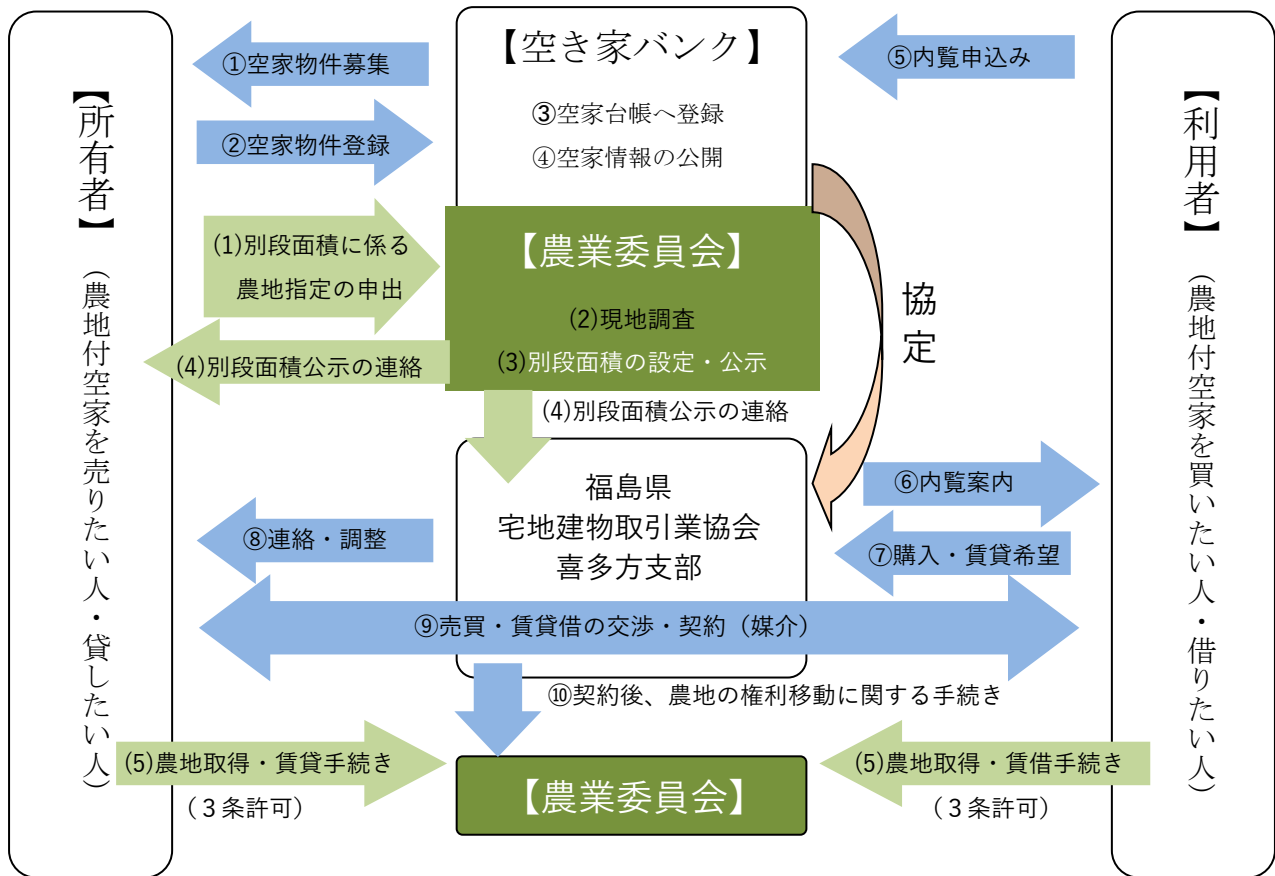 【所有者】（農地付空家を売りたい人・貸したい人）
①空家物件募集
②空家物件登録
(1)別段面積に係る
農地指定の申出
(4)別段面積公示の連絡
【空き家バンク】
③空家台帳へ登録
④空家情報の公開
【農業委員会】
(2)現地調査
(3)別段面積の設定・公示
(4)別段面積公示の連絡
協定
⑤内覧申込み
【利用者】（農地付空家を買いたい人・借りたい人）
福島県
宅地建物取引業協会
喜多方支部
⑥内覧案内
⑦購入・賃貸希望
⑧連絡・調整
⑨売買・賃貸借の交渉・契約（媒介）
⑩契約後、農地の権利移動に関する手続き
(5)農地取得・賃貸手続き
（３条許可）
【農業委員会】
(5)農地取得・賃借手続き
（３条許可）